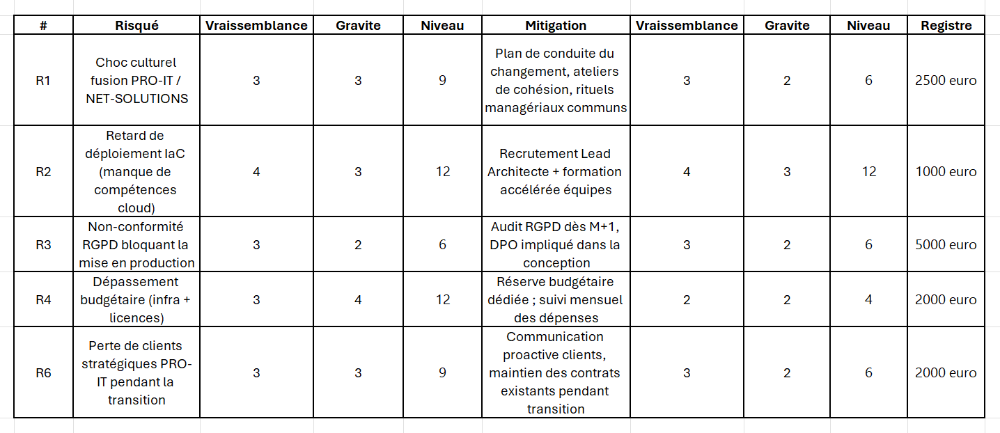 # Risqué Vraissemblance Gravite Niveau Mitigation Vraissemblance Gravite Niveau Registre
R1
Choc culturel
fusion PRO-IT /
NET-SOLUTIONS
3
3
9
Plan de conduite du
changement, ateliers
de cohésion, rituels
managériaux communs
3
2
6
2500 euro
R2
Retard de
déploiement IaC
(manque de
compétences
cloud)
4
3
12
Recrutement Lead
Architecte + formation
accélérée équipes
4
3
12
1000 euro
R3
Non-conformité
RGPD bloquant la
mise en production
3
2
6
Audit RGPD dès M+1,
DPO impliqué dans la
conception
3
2
6
5000 euro
R4
Dépassement
budgétaire (infra +
licences)
3
4
12
Réserve budgétaire
dédiée ; suivi mensuel
des dépenses
2
2
4
2000 euro
R6
Perte de clients
stratégiques PRO-
IT pendant la
transition
3
3
9
Communication
proactive clients,
maintien des contrats
existants pendant
transition
3
2
6
2000 euro